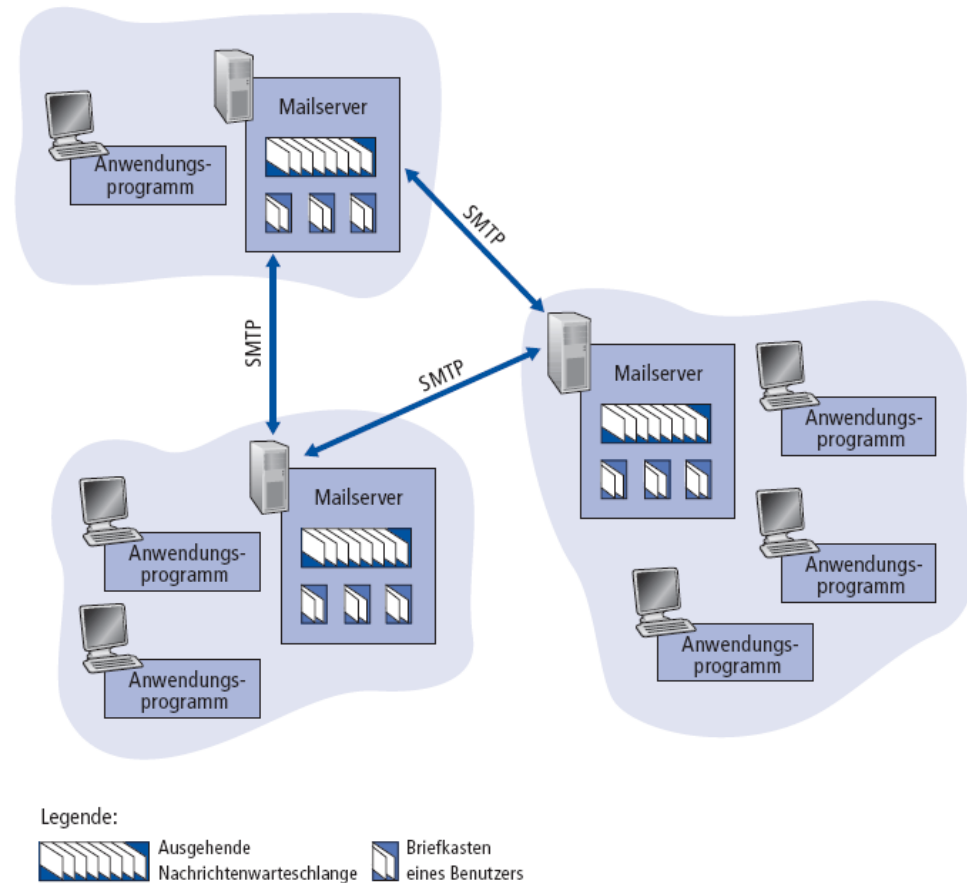 Mailserver
Anwendungs-
programm
SMTP
SMTP
SMTP
Mailserver
Anwendungs-
programm
Mailserver
Anwendungs-
programm
Anwendungs-
programm
Anwendungs-
programm
Anwendungs-
programm
Legende:
Ausgehende
Nachrichtenwarteschlange
Briefkasten
eines Benutzers